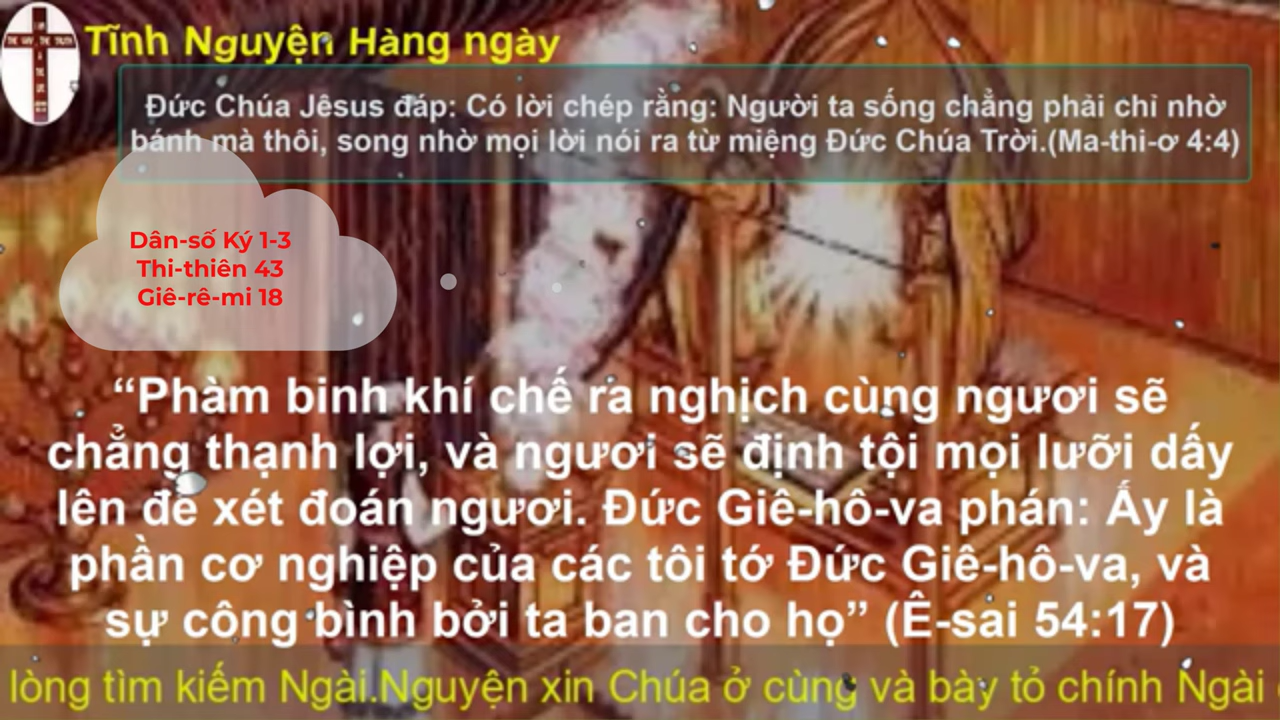 Tĩnh Nguyện Hàng ngày
Đức Chúa Jêsus đáp: Có lời chép rằng: Người ta sống chẳng phải chỉ nhờ
bánh mà thôi, song nhờ mọi lời nói ra từ miệng Đức Chúa Trời.(Ma-thi-ơ 4:4)
Dân-số Ký 1-3
Thi-thiên 43
Giê-rê-mi 18
“Phàm binh khí chế ra nghịch cùng ngươi sẽ
chẳng thạnh lợi, và ngươi sẽ định tội mọi lưỡi dấy
lên để xét đoán ngươi. Đức Giê-hô-va phán: Ấy là
phần cơ nghiệp của các tôi tớ Đức Giê-hô-va, và
sự công bình bởi ta ban cho họ” (Ê-sai 54:17)
lòng tìm kiếm Ngài.Nguyện xin Chúa ở cùng và bày tỏ chính Ngài